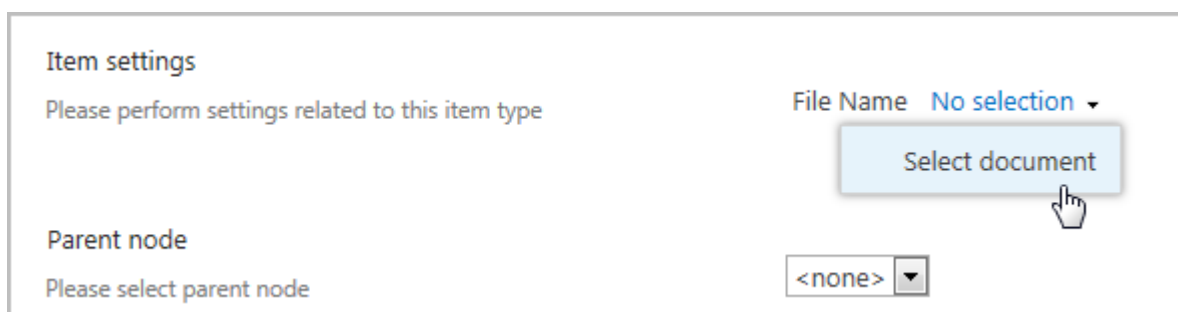 Item settings
Please perform settings related to this item type
File Name No selection
Select document
Parent node
Please select parent node
<none>